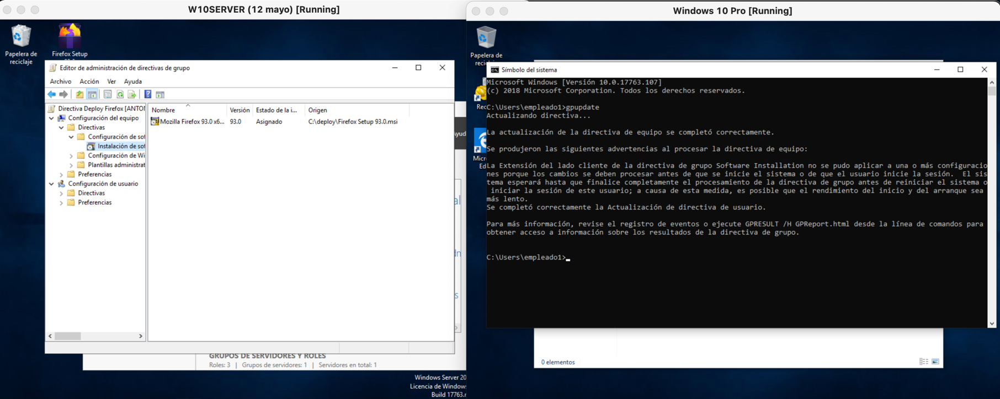 W10SERVER (12 mayo) [Running]
Papelera de
reciclaje
Firefox Setup
Editor de administración de directivas de grupo
Archivo Acción Ver Ayuda
Directiva Deploy Firefox [ANTO
Configuración del equipo
Directivas
Configuración de sof
Instalación de sof
Configuración de Wi
Plantillas administrat
Preferencias
Configuración de usuario
Directivas
Preferencias
Nombre Versión Estado de la i... Origen
Mozilla Firefox 93.0 x6... 93.0 Asignado C:\deploy\Firefox Setup 93.0.msi
GRUPOS DE SERVIDORES Y ROLES
Roles: 3 | Grupos de servidores: 1 | Servidores en total: 1
Windows Server 20
Licencia de Windows
Build 17763.r
Windows 10 Pro [Running]
Papelera de
reci
Rec
Micr
Ed
Símbolo del sistema
Microsoft Windows [Versión 10.0.17763.107]
(c) 2018 Microsoft Corporation. Todos los derechos reservados.
C:\Users\empleado1>gpupdate
Actualizando directiva...
La actualización de la directiva de equipo se completó correctamente.
Se produjeron las siguientes advertencias al procesar la directiva de equipo:
La Extensión del lado cliente de la directiva de grupo Software Installation no se pudo aplicar a una o más configuracio
nes porque los cambios se deben procesar antes de que se inicie el sistema o de que el usuario inicie la sesión.  El sis
tema esperará hasta que finalice completamente el procesamiento de la directiva de grupo antes de reiniciar el sistema o
iniciar la sesión de este usuario; a causa de esta medida, es posible que el rendimiento del inicio y del arranque sea
más lento.
Se completó correctamente la Actualización de directiva de usuario.
Para más información, revise el registro de eventos o ejecute GPRESULT /H GPReport.html desde la línea de comandos para
obtener acceso a información sobre los resultados de la directiva de grupo.
C:\Users\empleado1>
0 elementos